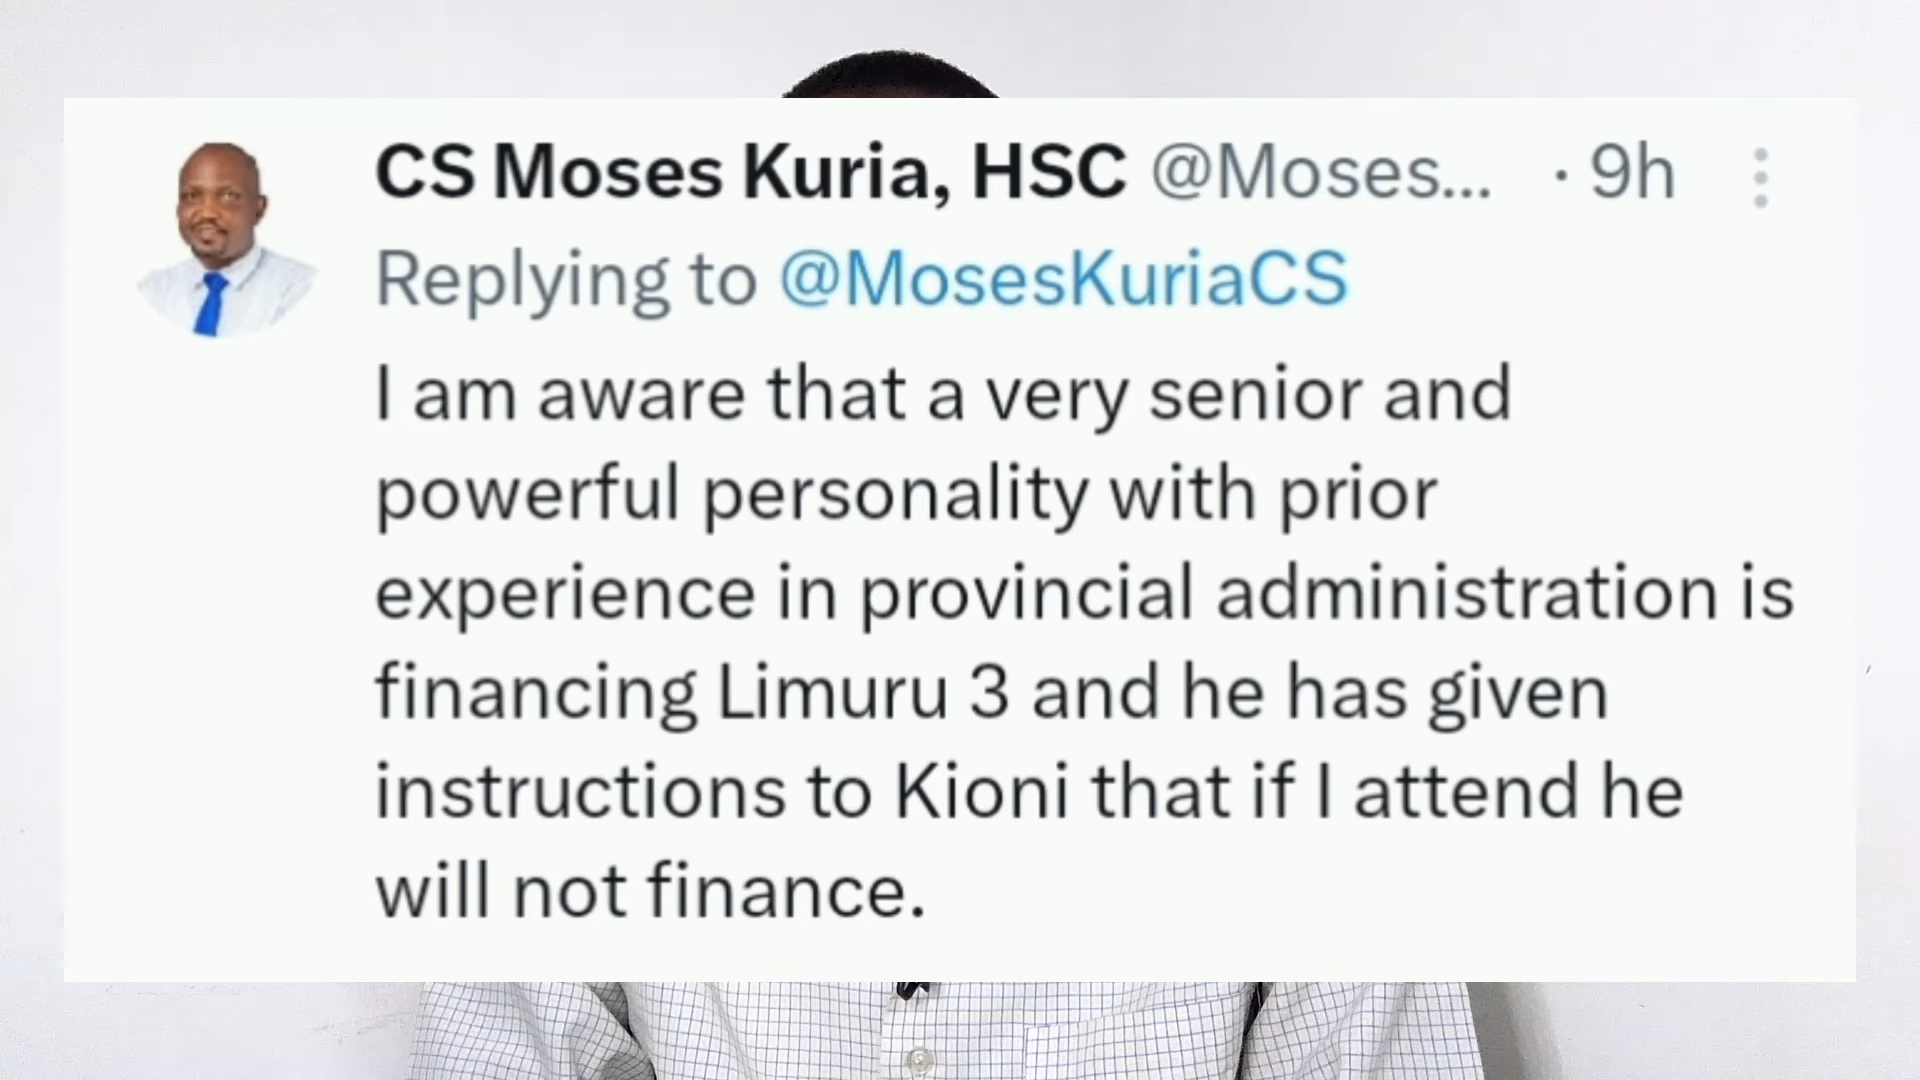 CS Moses Kuria, HSC @Moses... · 9h
Replying to @MosesKuriaCS
I am aware that a very senior and
powerful personality with prior
experience in provincial administration is
financing Limuru 3 and he has given
instructions to Kioni that if I attend he
will not finance.